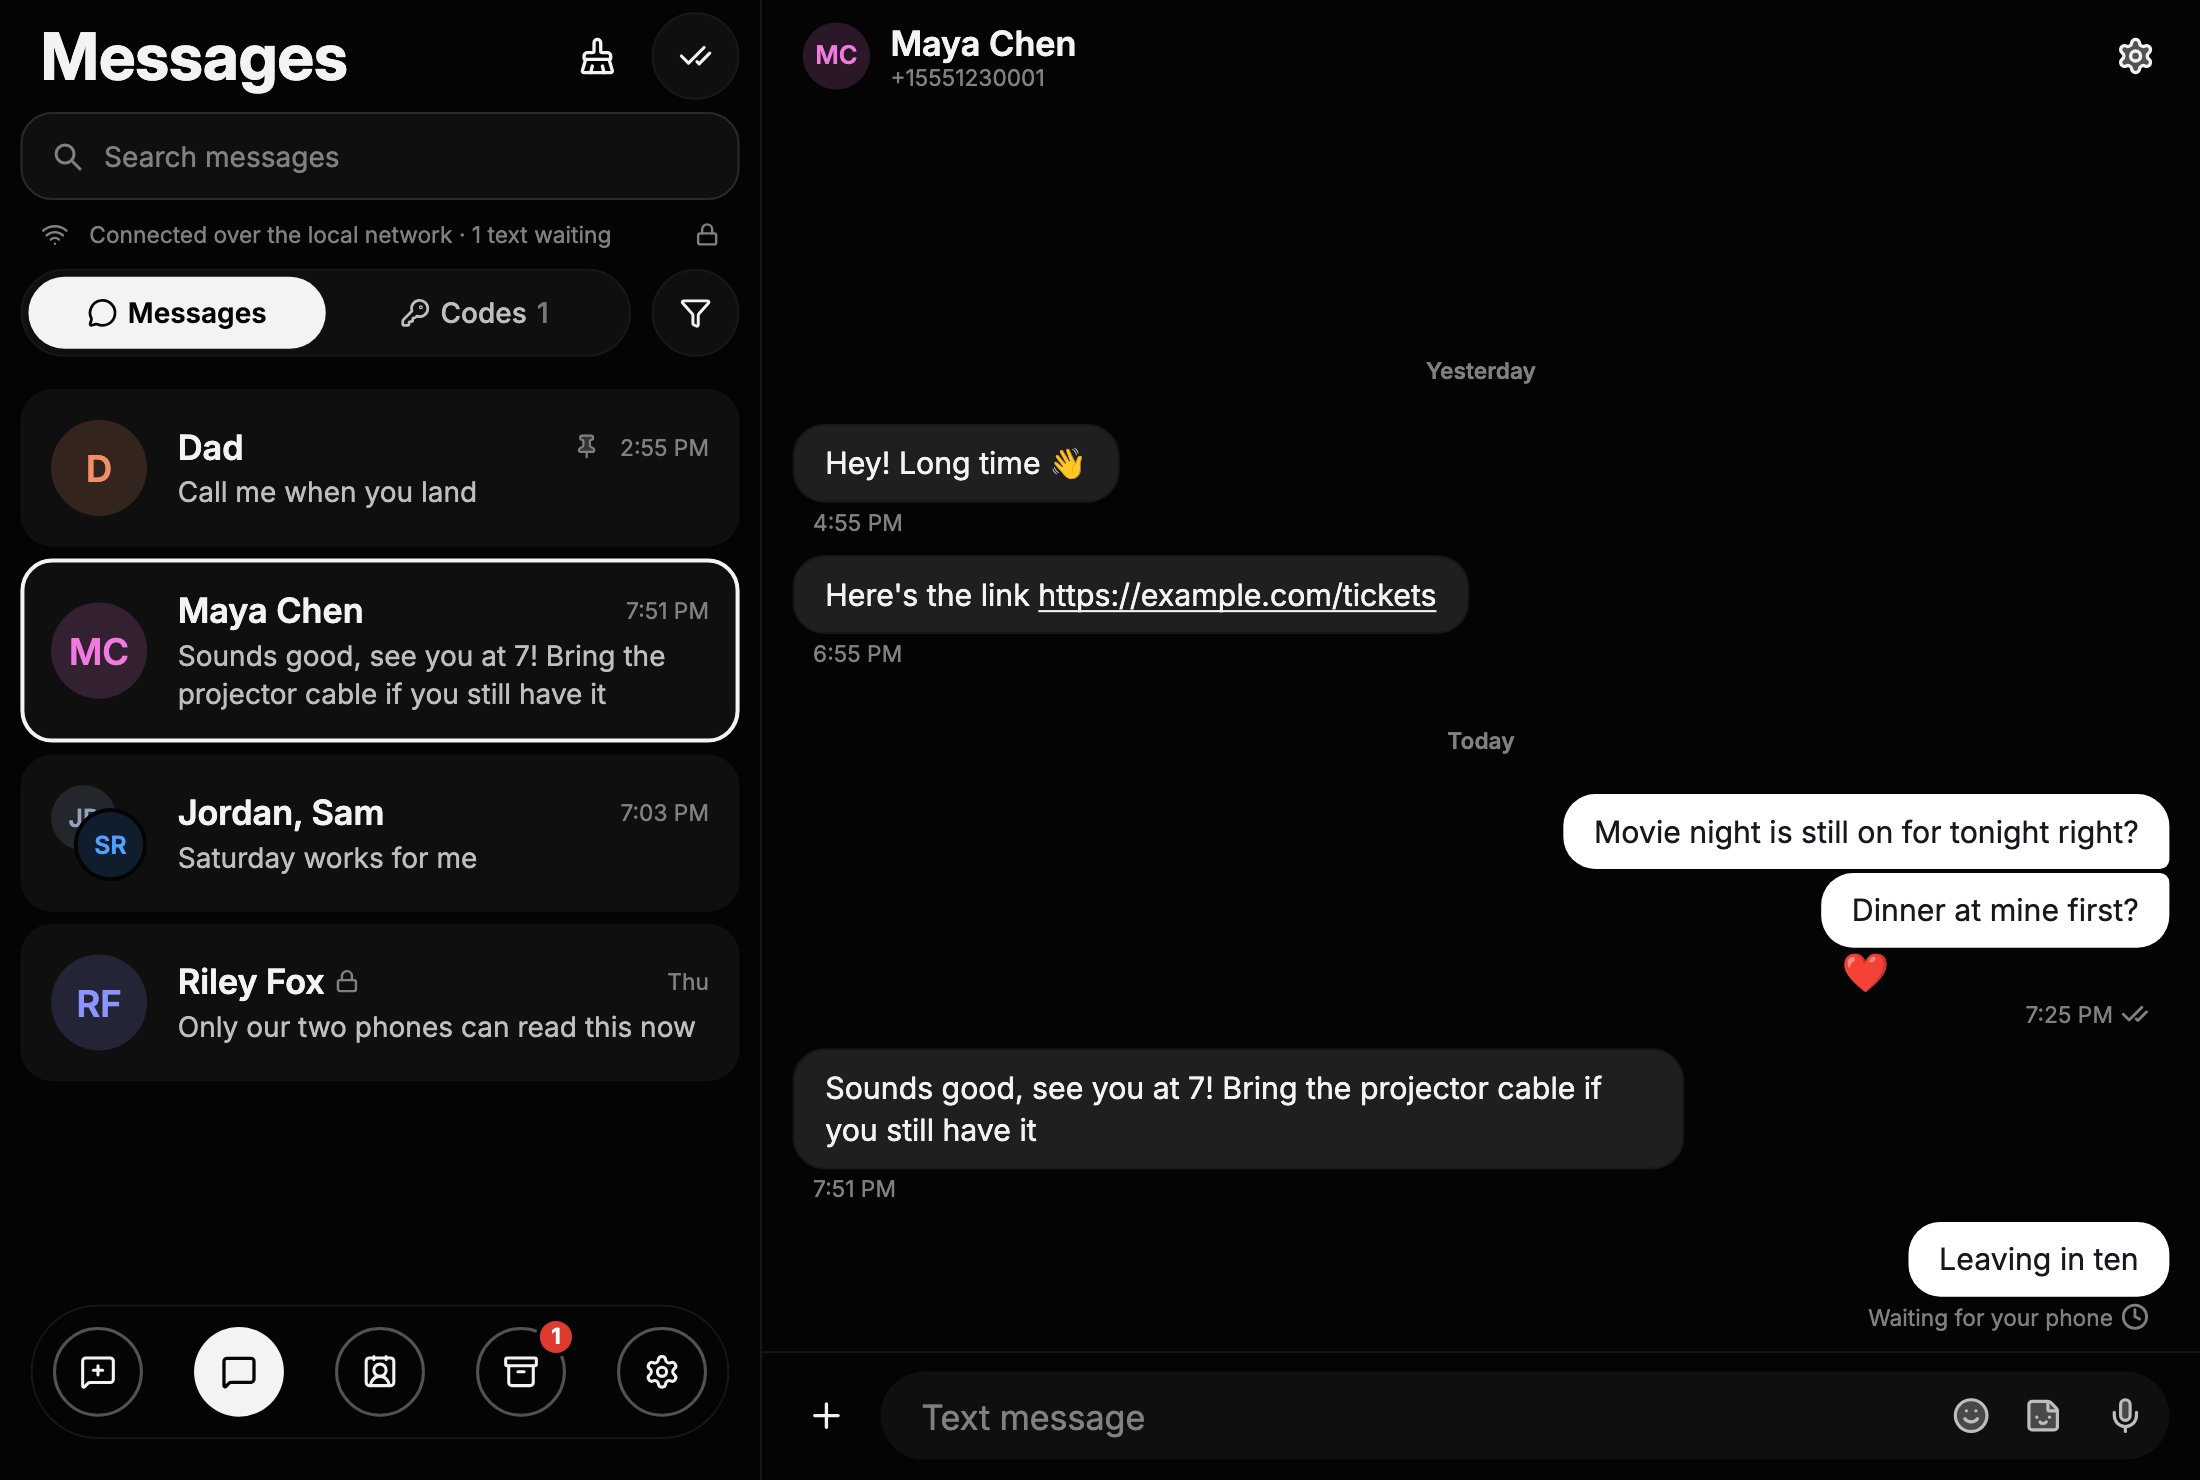 Messages
Search messages
Connected over the local network · 1 text waiting
Messages
Codes 1
D
Dad
2:55 PM
Call me when you land
MC
Maya Chen
7:51 PM
Sounds good, see you at 7! Bring the
projector cable if you still have it
SR
Jordan, Sam
7:03 PM
Saturday works for me
RF
Riley Fox
Thu
Only our two phones can read this now
1
MC
Maya Chen
+15551230001
Yesterday
Hey! Long time 👋
4:55 PM
Here's the link https://example.com/tickets
6:55 PM
Today
Movie night is still on for tonight right?
Dinner at mine first?
❤️
7:25 PM
Sounds good, see you at 7! Bring the projector cable if
you still have it
7:51 PM
Leaving in ten
Waiting for your phone
Text message